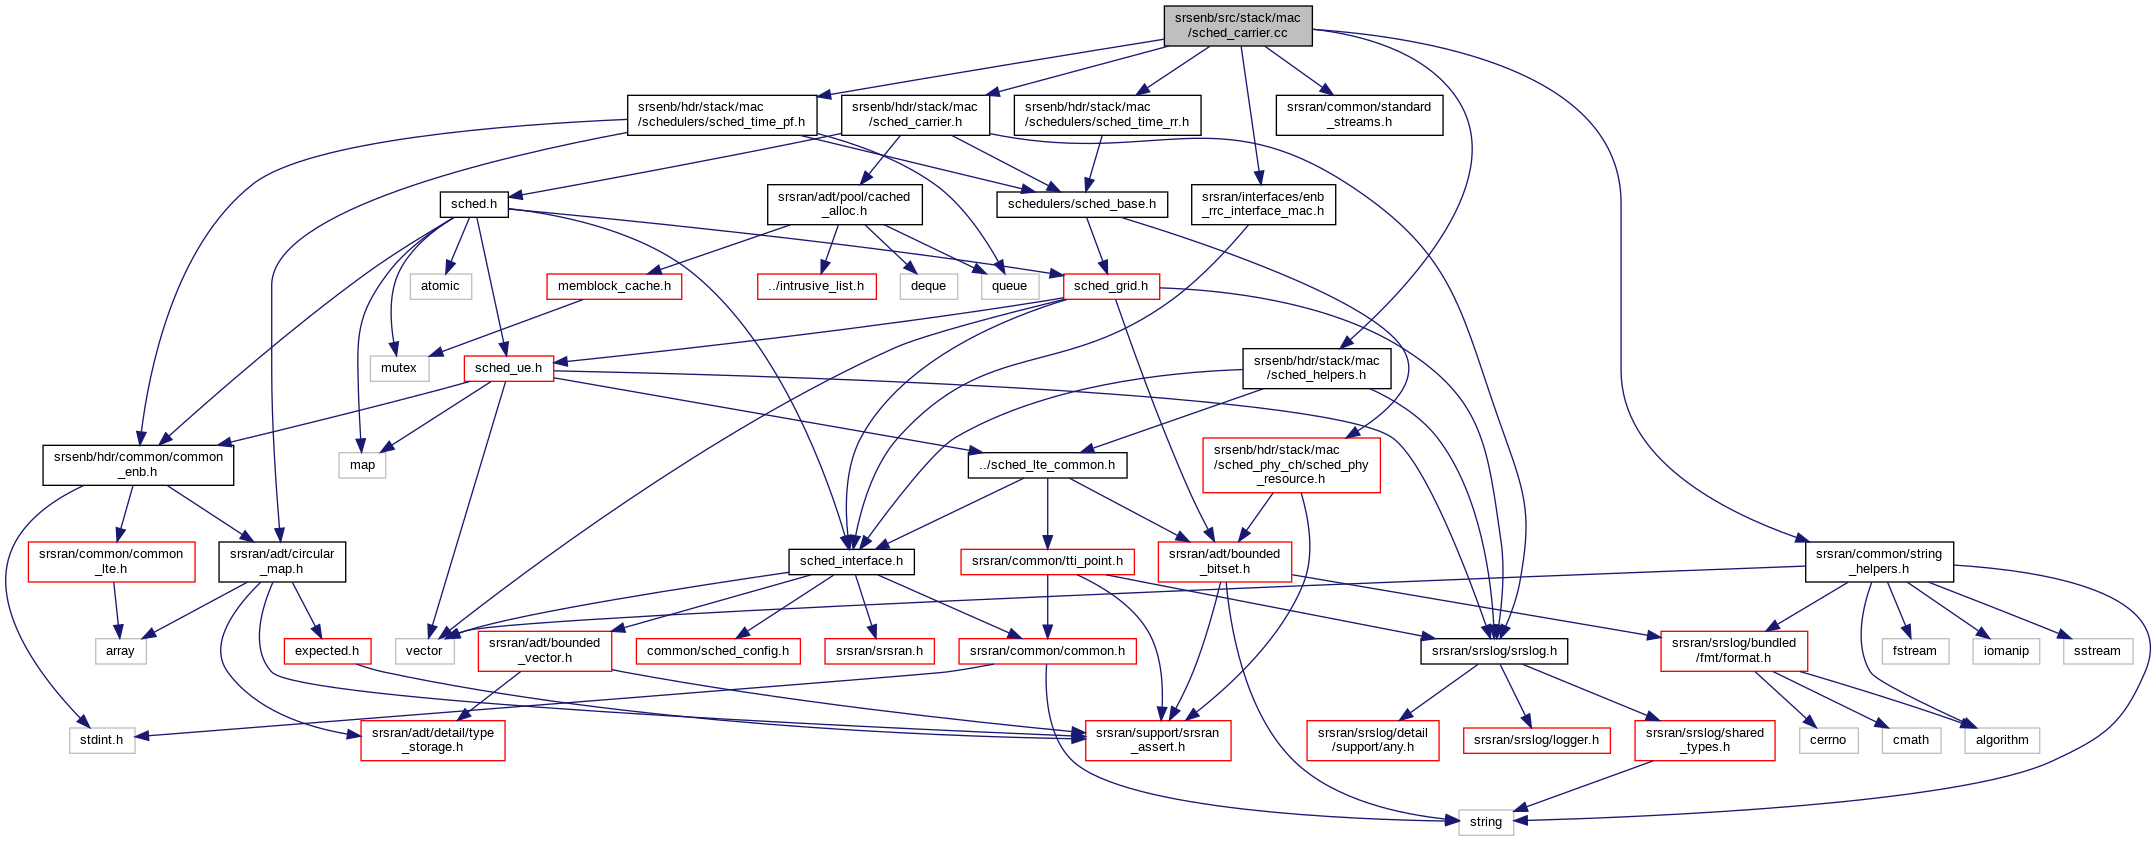 srsenb/src/stack/mac
/sched_carrier.cc
srsenb/hdr/stack/mac
/schedulers/sched_time_pf.h
srsenb/hdr/stack/mac
/sched_carrier.h
srsenb/hdr/stack/mac
/schedulers/sched_time_rr.h
srsran/common/standard
_streams.h
sched.h
srsran/adt/pool/cached
_alloc.h
schedulers/sched_base.h
srsran/interfaces/enb
_rrc_interface_mac.h
atomic
memblock_cache.h
../intrusive_list.h
deque
queue
sched_grid.h
mutex
sched_ue.h
srsenb/hdr/stack/mac
/sched_helpers.h
srsenb/hdr/common/common
_enb.h
map
../sched_lte_common.h
srsenb/hdr/stack/mac
/sched_phy_ch/sched_phy
_resource.h
srsran/common/common
_lte.h
srsran/adt/circular
_map.h
sched_interface.h
srsran/common/tti_point.h
srsran/adt/bounded
_bitset.h
srsran/common/string
_helpers.h
array
expected.h
vector
srsran/adt/bounded
_vector.h
common/sched_config.h
srsran/srsran.h
srsran/common/common.h
srsran/srslog/srslog.h
srsran/srslog/bundled
/fmt/format.h
fstream
iomanip
sstream
stdint.h
srsran/adt/detail/type
_storage.h
srsran/support/srsran
_assert.h
srsran/srslog/detail
/support/any.h
srsran/srslog/logger.h
srsran/srslog/shared
_types.h
cerrno
cmath
algorithm
string